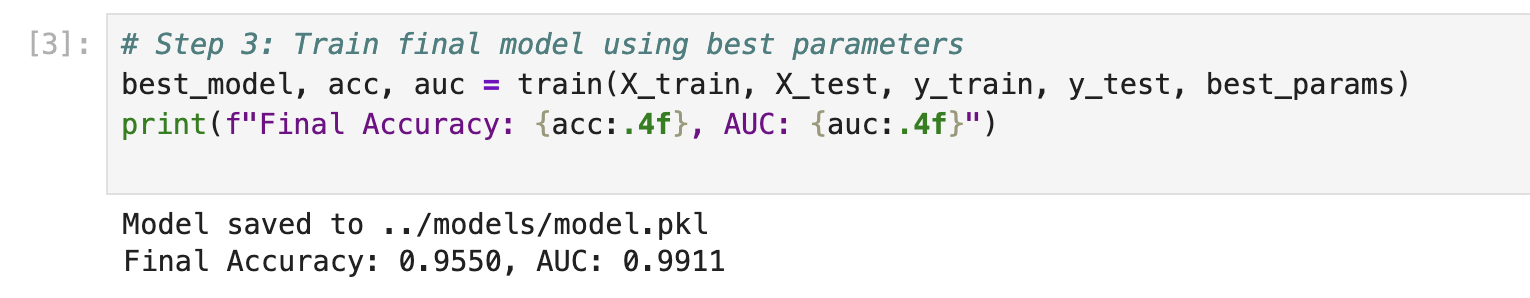 [3]:
# Step 3: Train final model using best parameters
best_model, acc, auc = train(X_train, X_test, y_train, y_test, best_params)
print(f"Final Accuracy: {acc:.4f}, AUC: {auc:.4f}")
Model saved to ../models/model.pkl
Final Accuracy: 0.9550, AUC: 0.9911